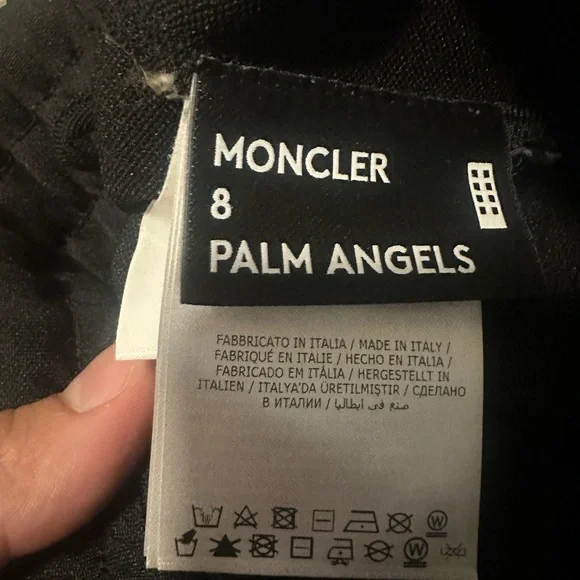 MONCLER
8
PALM ANGELS
FABBRICATO IN ITALIA / MADE IN ITALY /
FABRIQUÉ EN ITALIE / HECHO EN ITALIA /
FABRICADO EM ITÁLIA / HERGESTELLT IN
ITALIEN / ITALYA'DA ÜRETILMIŞTIR / СДЕЛАНО
В ИТАЛИИ / صنع في ايطاليا